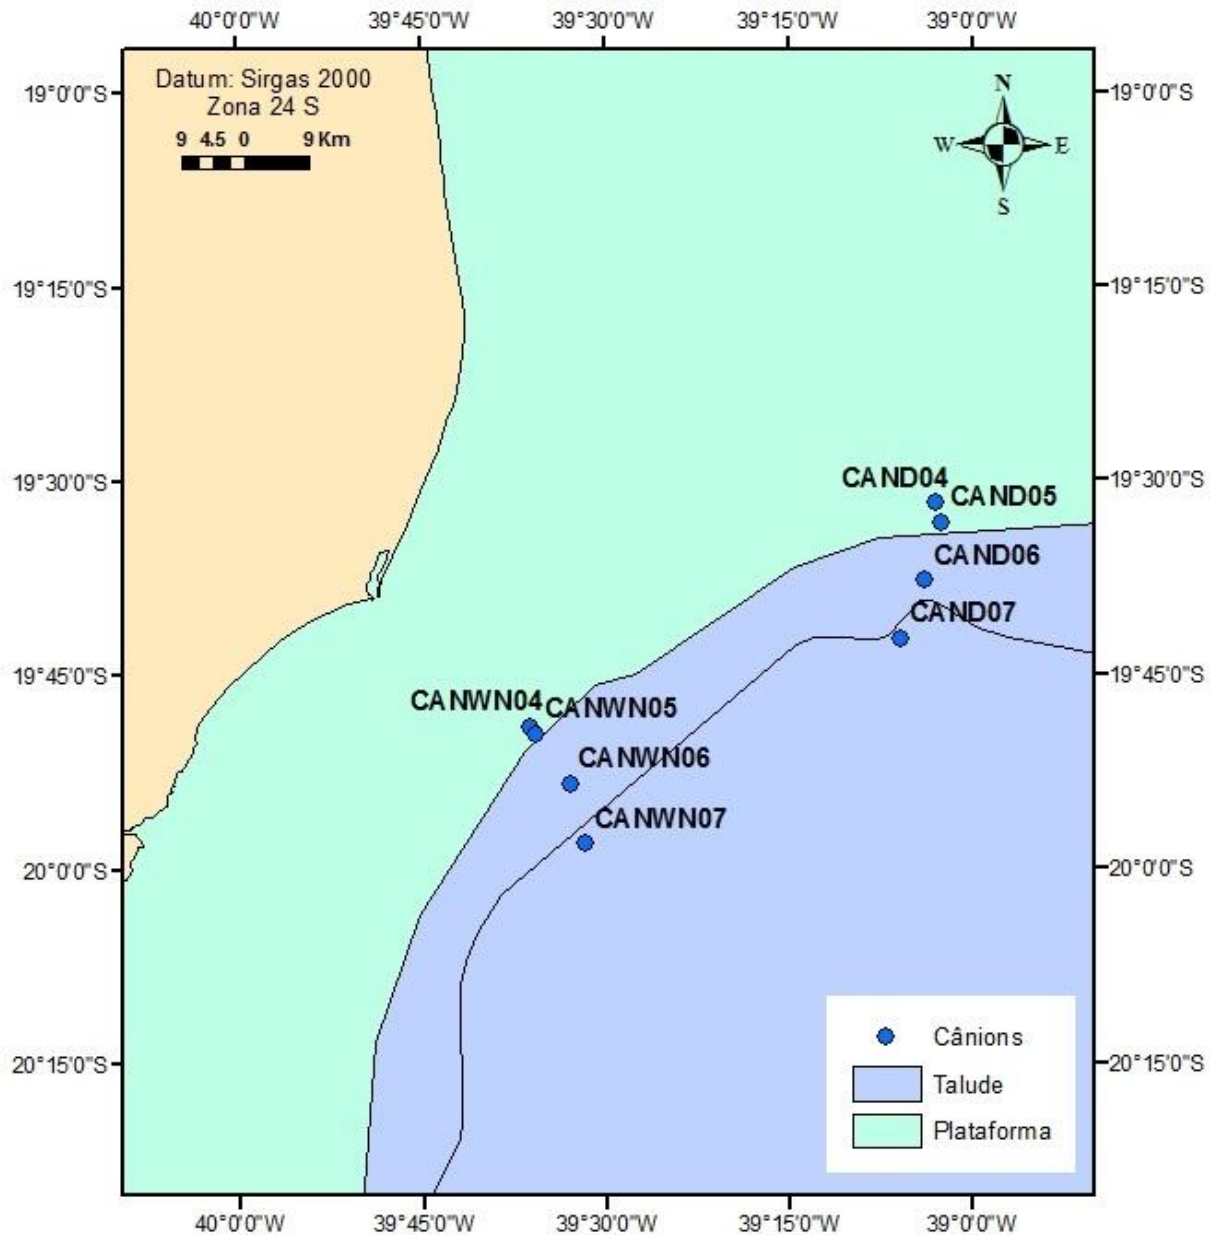 40°0'0"W 39°45'0"W 39°30'0"W 39°15'0"W 39°0'0"W
Datum: Sirgas 2000
Zona 24 S
9 4.5 0 9 Km
N
W E
S
19°0'0"S 19°0'0"S
19°15'0"S 19°15'0"S
19°30'0"S 19°30'0"S
CAND04
CAND05
CAND06
CAND07
19°45'0"S 19°45'0"S
CANWN04
CANWN05
CANWN06
CANWN07
20°0'0"S 20°0'0"S
20°15'0"S 20°15'0"S
Cânions
Talude
Plataforma
40°0'0"W 39°45'0"W 39°30'0"W 39°15'0"W 39°0'0"W